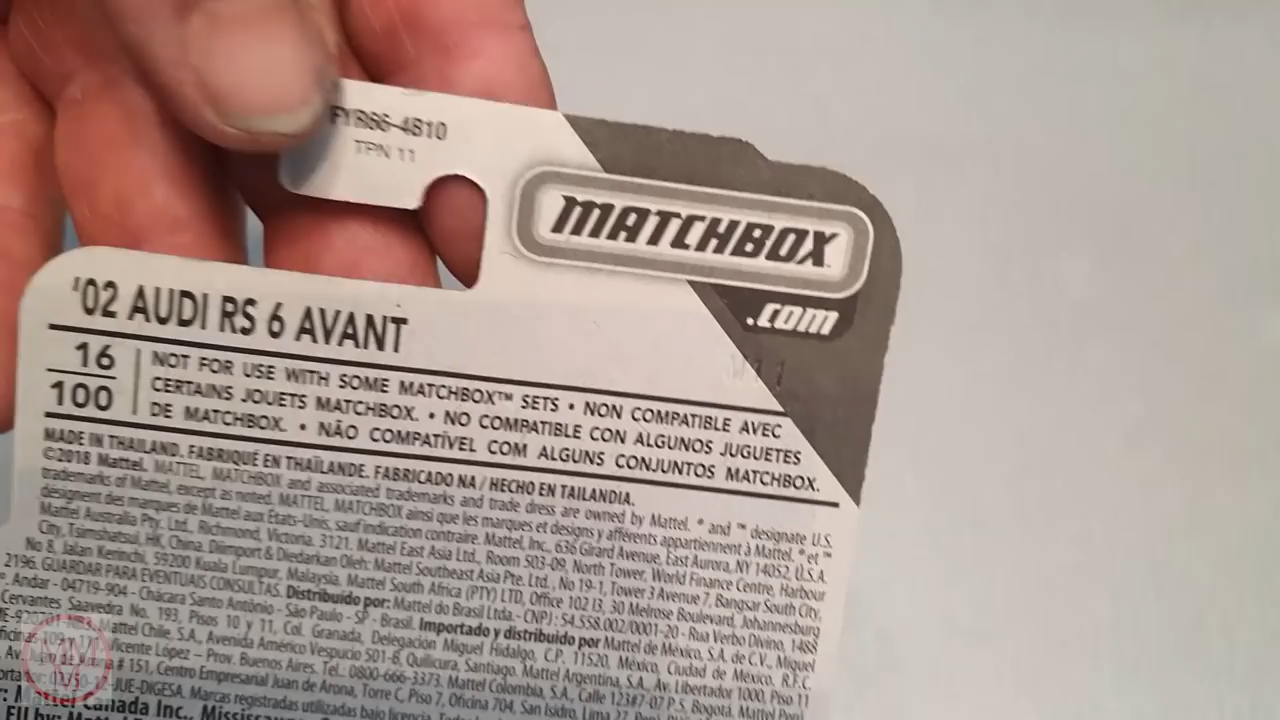 FYR66-4B10
TPN 11
MATCHBOX
.com
'02 AUDI RS 6 AVANT
16
100
NOT FOR USE WITH SOME MATCHBOX™ SETS • NON COMPATIBLE AVEC
CERTAINS JOUETS MATCHBOX. • NO COMPATIBLE CON ALGUNOS JUGUETES
DE MATCHBOX. • NÃO COMPATÍVEL COM ALGUNS CONJUNTOS MATCHBOX.
MADE IN THAILAND. FABRIQUÉ EN THAÏLANDE. FABRICADO NA / HECHO EN TAILANDIA.
©2018 Mattel. MATTEL, MATCHBOX and associated trademarks and trade dress are owned by Mattel. ® and ™ designate U.S.
trademarks of Mattel, except as noted. MATTEL, MATCHBOX ainsi que les marques et designs y afférents appartiennent à Mattel. ® et ™
désignent des marques de Mattel aux États-Unis, sauf indication contraire. Mattel, Inc., 636 Girard Avenue, East Aurora, NY 14052, U.S.A.
Mattel Australia Pty. Ltd., Richmond, Victoria. 3121. Mattel East Asia Ltd., Room 503-09, North Tower, World Finance Centre, Harbour
City, Tsimshatsui, HK, China. Diimport & Diedarkan Oleh: Mattel Southeast Asia Pte. Ltd., No 19-1, Tower 3 Avenue 7, Bangsar South City,
No 8, Jalan Kerinchi, 59200 Kuala Lumpur, Malaysia. Mattel South Africa (PTY) LTD, Office 102 I3, 30 Melrose Boulevard, Johannesburg
2196. GUARDAR PARA EVENTUAIS CONSULTAS. Distribuido por: Mattel do Brasil Ltda. - CNPJ: 54.558.002/0001-20 - Rua Verbo Divino, 1488
Andar - 04719-904 - Chácara Santo Antônio - São Paulo - SP - Brasil. Importado y distribuido por Mattel de México, S.A. de C.V., Miguel
Cervantes Saavedra No. 193, Pisos 10 y 11, Col. Granada, Delegación Miguel Hidalgo, C.P. 11520, México, Ciudad de México, R.F.C.
Mattel Chile, S.A., Avenida Américo Vespucio 501-B, Quilicura, Santiago. Mattel Argentina, S.A., Av. Libertador 1000, Piso 11
Vicente López – Prov. Buenos Aires. Tel.: 0800-666-3373. Mattel Colombia, S.A., Calle 123#7-07 P.5, Bogotá. Mattel Perú,
# 151, Centro Empresarial Juan de Arona, Torre C, Piso 7, Oficina 704, San Isidro, Lima 27, Perú.
-JUE-DIGESA. Marcas registradas utilizadas bajo licencia.
Canada Inc., Mississauga,